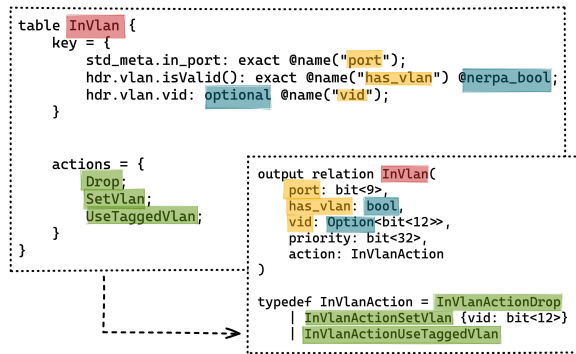 table InVlan {
    key = {
        std_meta.in_port: exact @name("port");
        hdr.vlan.isValid(): exact @name("has_vlan") @nerpa_bool;
        hdr.vlan.vid: optional @name("vid");
    }
    actions = {
        Drop;
        SetVlan;
        UseTaggedVlan;
    }
}
output relation InVlan(
    port: bit<9>,
    has_vlan: bool,
    vid: Option<bit<12>>,
    priority: bit<32>,
    action: InVlanAction
)
typedef InVlanAction = InVlanActionDrop
    | InVlanActionSetVlan {vid: bit<12>}
    | InVlanActionUseTaggedVlan